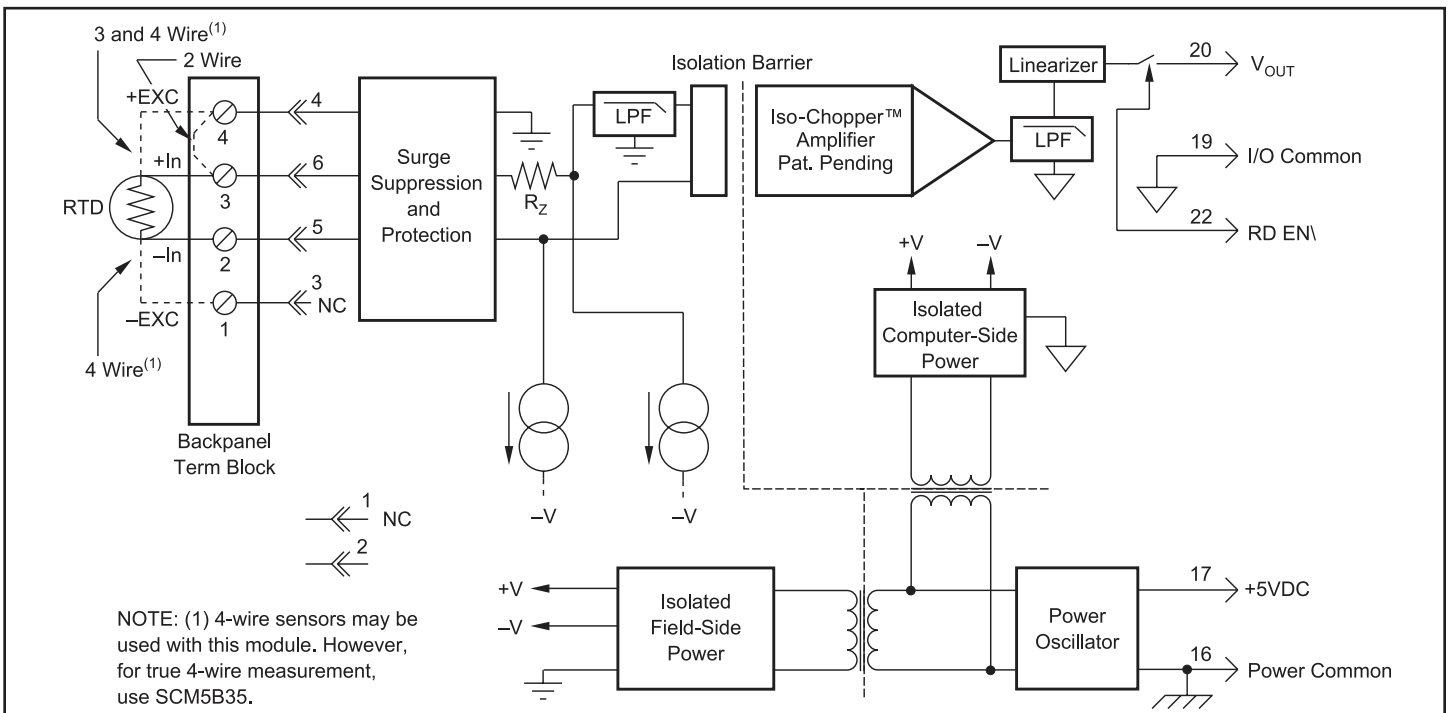 3 and 4 Wire(1)
2 Wire
+EXC
4
4
+In
3
6
RTD
2
5
–In
3
NC
1
–EXC
4 Wire(1)
Backpanel
Term Block
Surge
Suppression
and
Protection
RZ
LPF
Isolation Barrier
Iso-Chopper™
Amplifier
Pat. Pending
Linearizer
LPF
20
VOUT
19
I/O Common
22
RD EN\
+V
–V
Isolated
Computer-Side
Power
–V
–V
1
NC
2
NOTE: (1) 4-wire sensors may be
used with this module. However,
for true 4-wire measurement,
use SCM5B35.
+V
–V
Isolated
Field-Side
Power
Power
Oscillator
17
+5VDC
16
Power Common